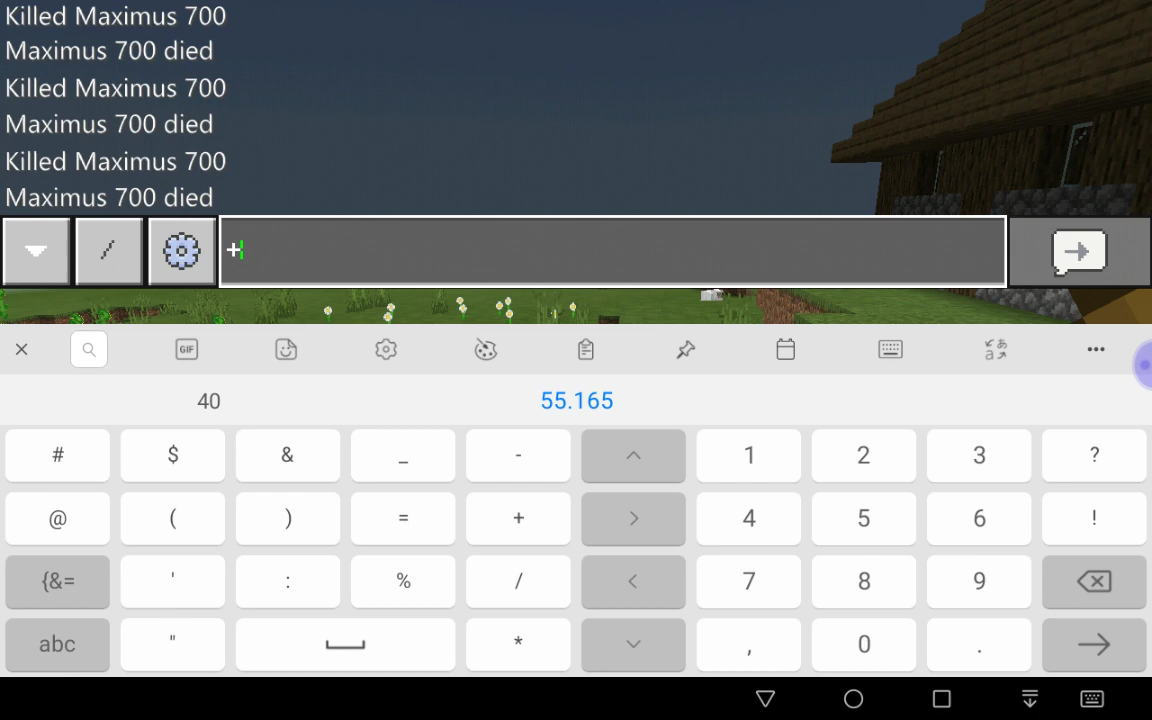 Killed Maximus 700
Maximus 700 died
Killed Maximus 700
Maximus 700 died
Killed Maximus 700
Maximus 700 died
/
+
GIF
40 55.165
# $ & _ - 1 2 3 ?
@ ( ) = + > 4 5 6 !
{&= ' : % / < 7 8 9
abc " * , 0 .